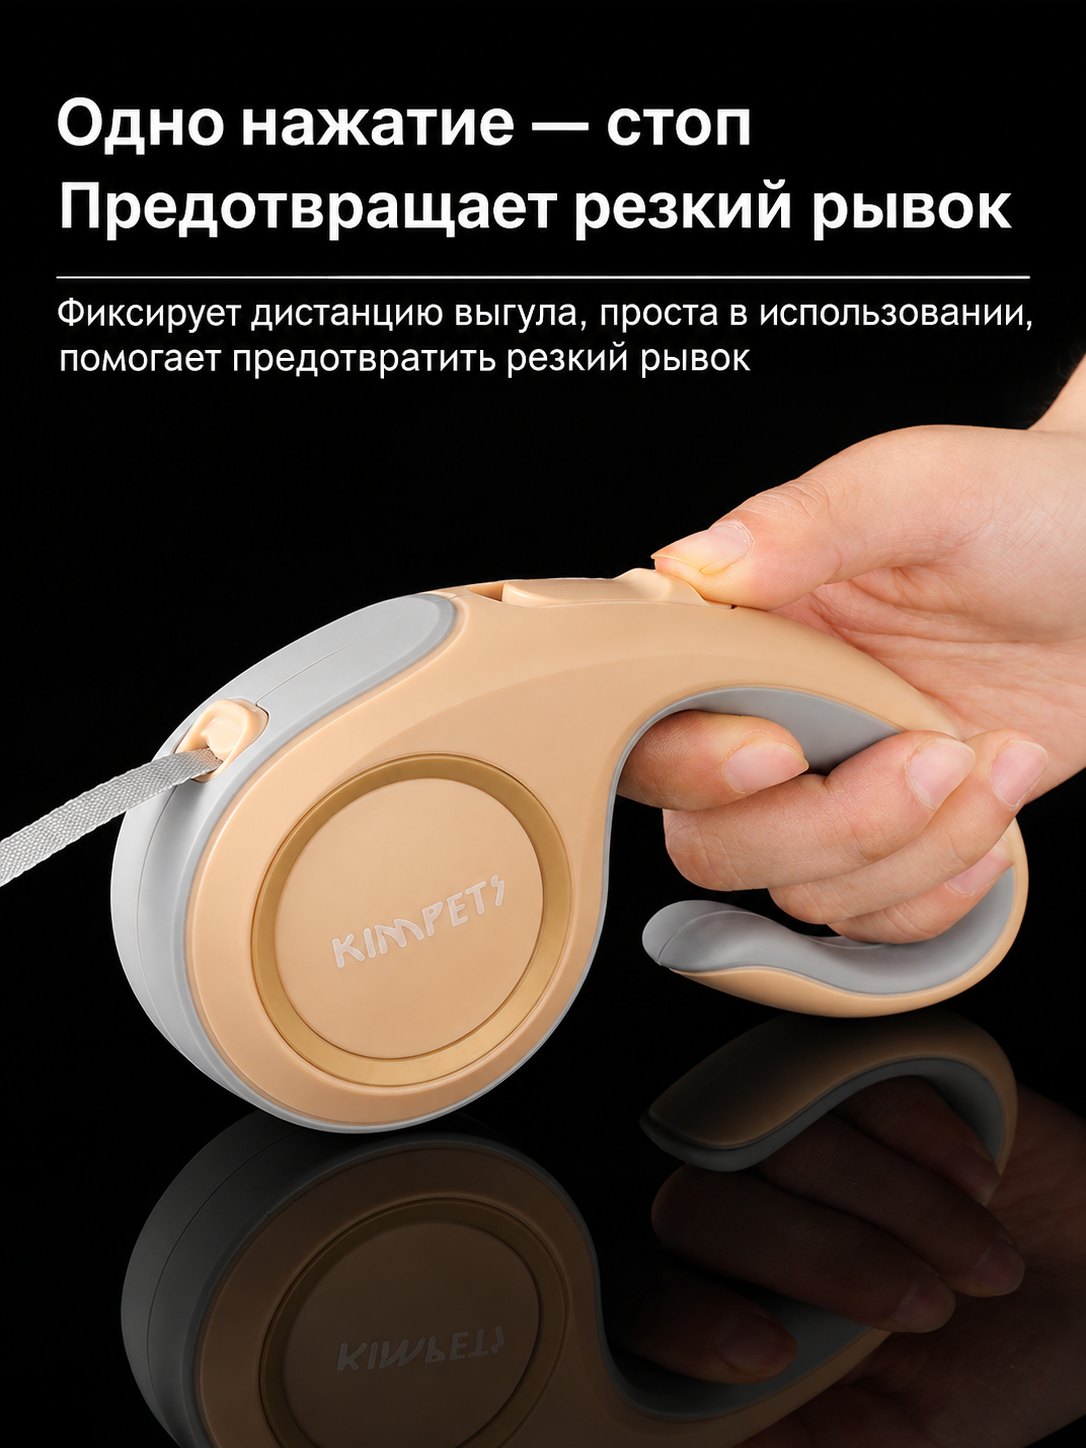 Одно нажатие — стоп
Предотвращает резкий рывок
Фиксирует дистанцию выгула, проста в использовании,
помогает предотвратить резкий рывок
KIMPETS